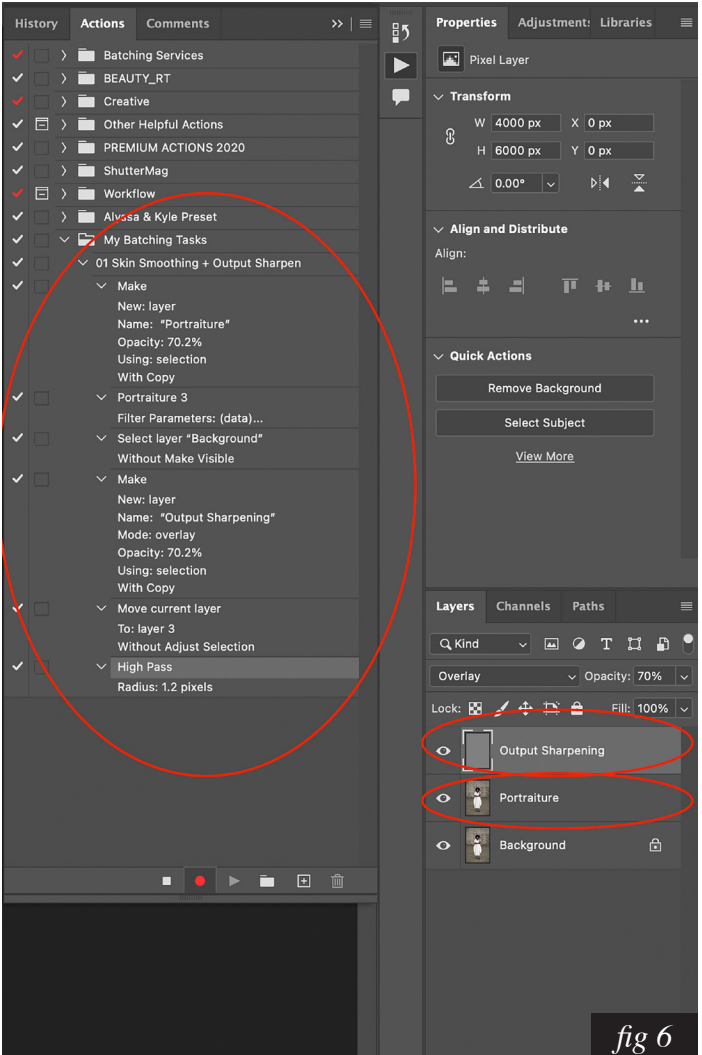 History Actions Comments
Batching Services
BEAUTY_RT
Creative
Other Helpful Actions
PREMIUM ACTIONS 2020
ShutterMag
Workflow
Alyssa & Kyle Preset
My Batching Tasks
01 Skin Smoothing + Output Sharpen
Make
New: layer
Name: “Portraiture”
Opacity: 70.2%
Using: selection
With Copy
Portraiture 3
Filter Parameters: (data)...
Select layer “Background”
Without Make Visible
Make
New: layer
Name: “Output Sharpening”
Mode: overlay
Opacity: 70.2%
Using: selection
With Copy
Move current layer
To: layer 3
Without Adjust Selection
High Pass
Radius: 1.2 pixels
Properties Adjustment: Libraries
Pixel Layer
Transform
W 4000 px X 0 px
H 6000 px Y 0 px
0.00°
Align and Distribute
Align:
Quick Actions
Remove Background
Select Subject
View More
Layers Channels Paths
Kind
Overlay Opacity: 70%
Lock: Fill: 100%
Output Sharpening
Portraiture
Background
fig 6